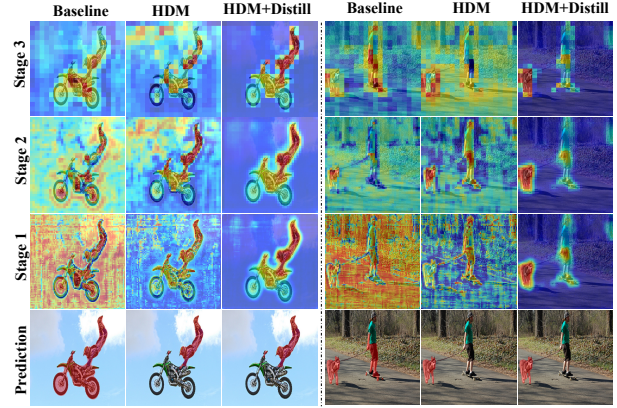 Baseline HDM HDM+Distill Baseline HDM HDM+Distill
Stage 3
Stage 2
Stage 1
Prediction